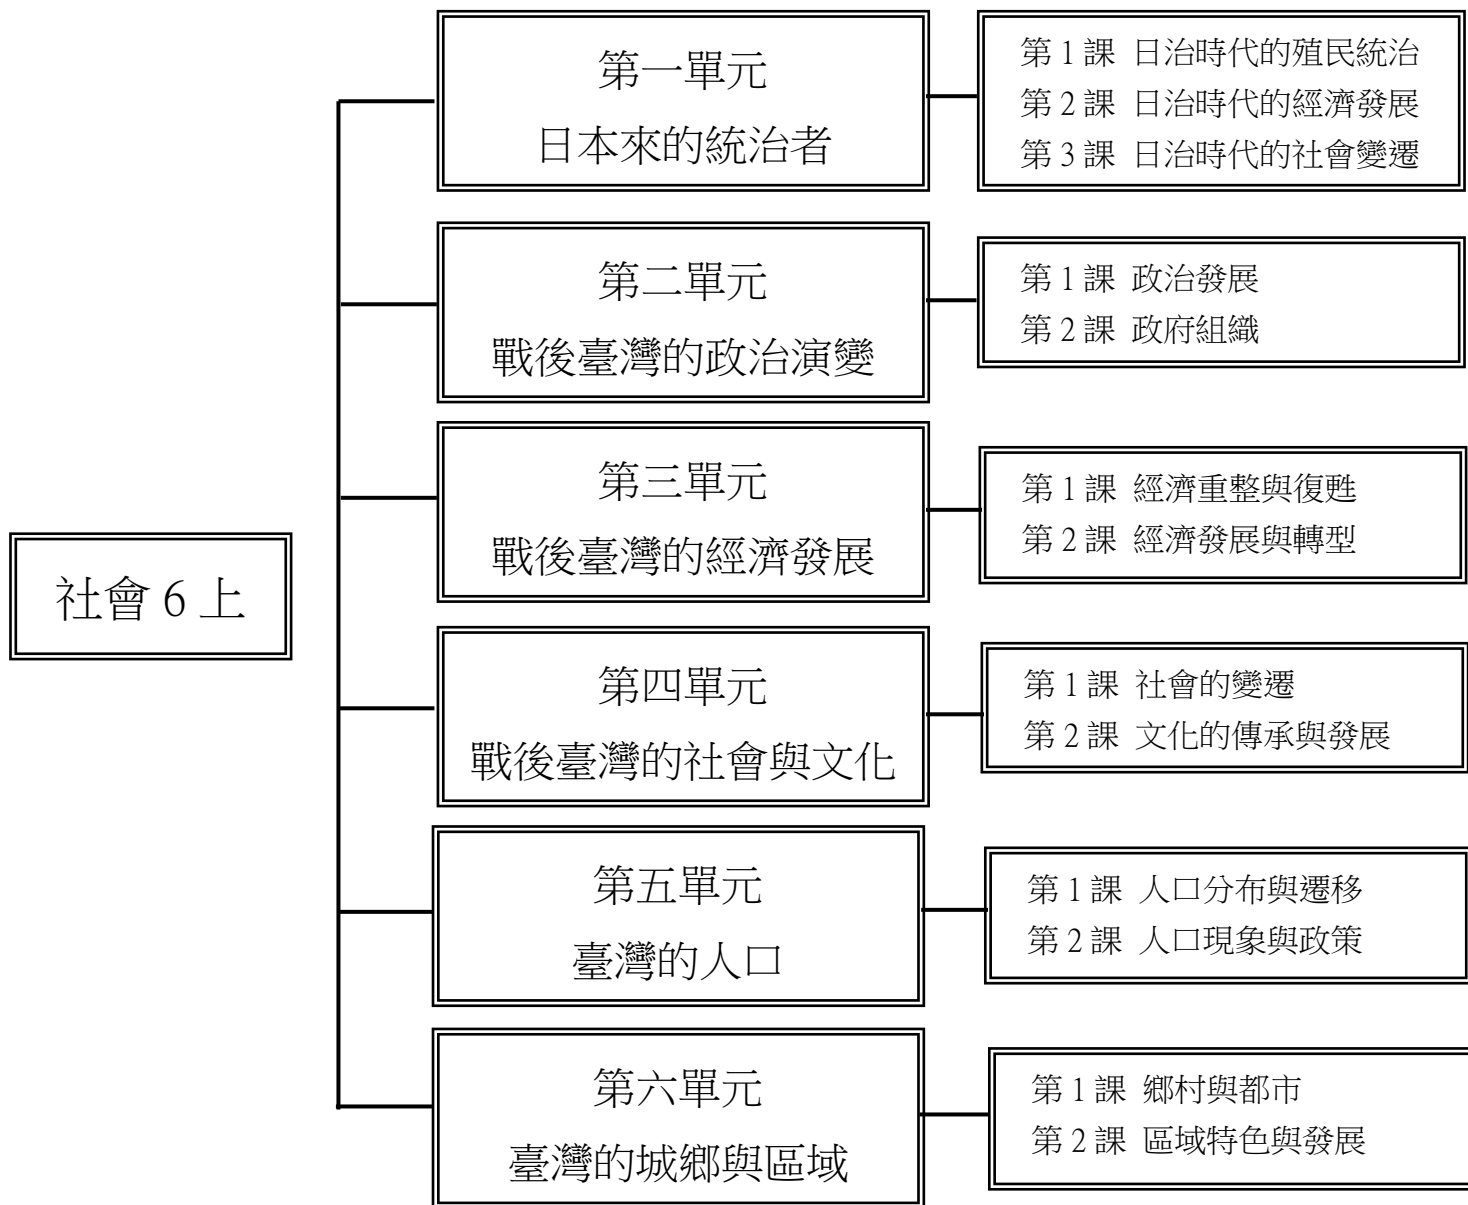 社會 6 上
第一單元
日本來的統治者
第 1 課 日治時代的殖民統治
第 2 課 日治時代的經濟發展
第 3 課 日治時代的社會變遷
第二單元
戰後臺灣的政治演變
第 1 課 政治發展
第 2 課 政府組織
第三單元
戰後臺灣的經濟發展
第 1 課 經濟重整與復甦
第 2 課 經濟發展與轉型
第四單元
戰後臺灣的社會與文化
第 1 課 社會的變遷
第 2 課 文化的傳承與發展
第五單元
臺灣的人口
第 1 課 人口分布與遷移
第 2 課 人口現象與政策
第六單元
臺灣的城鄉與區域
第 1 課 鄉村與都市
第 2 課 區域特色與發展